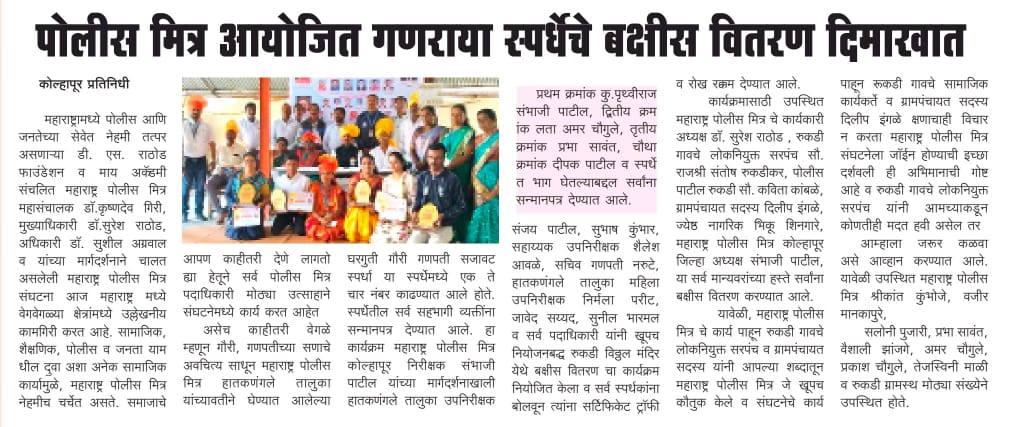 पोलीस मित्र आयोजित गणराया स्पर्धेचे बक्षीस वितरण दिमाखात
कोल्हापूर प्रतिनिधी
महाराष्ट्रामध्ये पोलीस आणि
जनतेच्या सेवेत नेहमी तत्पर
असणाऱ्या डी. एस. राठोड
फाउंडेशन व माय अकॅडमी
संचलित महाराष्ट्र पोलीस मित्र
महासंचालक डॉ.कृष्णदेव गिरी,
मुख्याधिकारी डॉ.सुरेश राठोड,
अधिकारी डॉ. सुशील अग्रवाल
व यांच्या मार्गदर्शनाने चालत
असलेली महाराष्ट्र पोलीस मित्र
संघटना आज महाराष्ट्र मध्ये
वेगवेगळ्या क्षेत्रांमध्ये उल्लेखनीय
कामगिरी करत आहे. सामाजिक,
शैक्षणिक, पोलीस व जनता याम
धील दुवा अशा अनेक सामाजिक
कार्यामुळे, महाराष्ट्र पोलीस मित्र
नेहमीच चर्चेत असते. समाजाचे
आपण काहीतरी देणे लागतो
ह्या हेतूने सर्व पोलीस मित्र
पदाधिकारी मोठ्या उत्साहाने
संघटनेमध्ये कार्य करत आहेत
असेच काहीतरी वेगळे
म्हणून गौरी, गणपतीच्या सणाचे
अवचित्य साधून महाराष्ट्र पोलीस
मित्र हातकणंगले तालुका
यांच्यावतीने घेण्यात आलेल्या
घरगुती गौरी गणपती सजावट
स्पर्धा या स्पर्धेमध्ये एक ते
चार नंबर काढण्यात आले होते.
स्पर्धेतील सर्व सहभागी व्यक्तींना
सन्मानपत्र देण्यात आले. हा
कार्यक्रम महाराष्ट्र पोलीस मित्र
कोल्हापूर निरीक्षक संभाजी
पाटील यांच्या मार्गदर्शनाखाली
हातकणंगले तालुका उपनिरीक्षक
प्रथम क्रमांक कु.पृथ्वीराज
संभाजी पाटील, द्वितीय क्रम
ांक लता अमर चौगुले, तृतीय
क्रमांक प्रभा सावंत, चौथा
क्रमांक दीपक पाटील व स्पर्धे
त भाग घेतल्याबद्दल सर्वांना
सन्मानपत्र देण्यात आले.
संजय पाटील, सुभाष कुंभार,
सहाय्यक उपनिरीक्षक शैलेश
आवळे, सचिव गणपती नरुटे,
हातकणंगले तालुका महिला
उपनिरीक्षक निर्मला परीट,
जावेद सय्यद, सुनील भारमल
व सर्व पदाधिकारी यांनी खूपच
नियोजनबद्ध रुकडी विठ्ठल मंदिर
येथे बक्षीस वितरण चा कार्यक्रम
नियोजित केला व सर्व स्पर्धकांना
बोलवून त्यांना सर्टिफिकेट ट्रॉफी
व रोख रक्कम देण्यात आले.
कार्यक्रमासाठी उपस्थित
महाराष्ट्र पोलीस मित्र चे कार्यकारी
अध्यक्ष डॉ. सुरेश राठोड , रुकडी
गावचे लोकनियुक्त सरपंच सौ.
राजश्री संतोष रुकडीकर, पोलीस
पाटील रुकडी सौ. कविता कांबळे,
ग्रामपंचायत सदस्य दिलीप इंगळे,
ज्येष्ठ नागरिक भिकू शिनगारे,
महाराष्ट्र पोलीस मित्र कोल्हापूर
जिल्हा अध्यक्ष संभाजी पाटील,
या सर्व मान्यवरांच्या हस्ते सर्वांना
बक्षिस वितरण करण्यात आले.
यावेळी, महाराष्ट्र पोलीस
मित्र चे कार्य पाहून रुकडी गावचे
लोकनियुक्त सरपंच व ग्रामपंचायत
सदस्य यांनी आपल्या शब्दातून
महाराष्ट्र पोलीस मित्र जे खूपच
कौतुक केले व संघटनेचे कार्य
पाहून रूकडी गावचे सामाजिक
कार्यकर्ते व ग्रामपंचायत सदस्य
दिलीप इंगळे क्षणाचाही विचार
न करता महाराष्ट्र पोलीस मित्र
संघटनेला जॉईन होण्याची इच्छा
दर्शवली ही अभिमानाची गोष्ट
आहे व रुकडी गावचे लोकनियुक्त
सरपंच यांनी आमच्याकडून
कोणतीही मदत हवी असेल तर
आम्हाला जरूर कळवा
असे आव्हान करण्यात आले.
यावेळी उपस्थित महाराष्ट्र पोलीस
मित्र श्रीकांत कुंभोजे, वजीर
मानकापुरे,
सलोनी पुजारी, प्रभा सावंत,
वैशाली झांजगे, अमर चौगुले,
प्रकाश चौगुले, तेजस्विनी माळी
व रुकडी ग्रामस्थ मोठ्या संख्येने
उपस्थित होते.